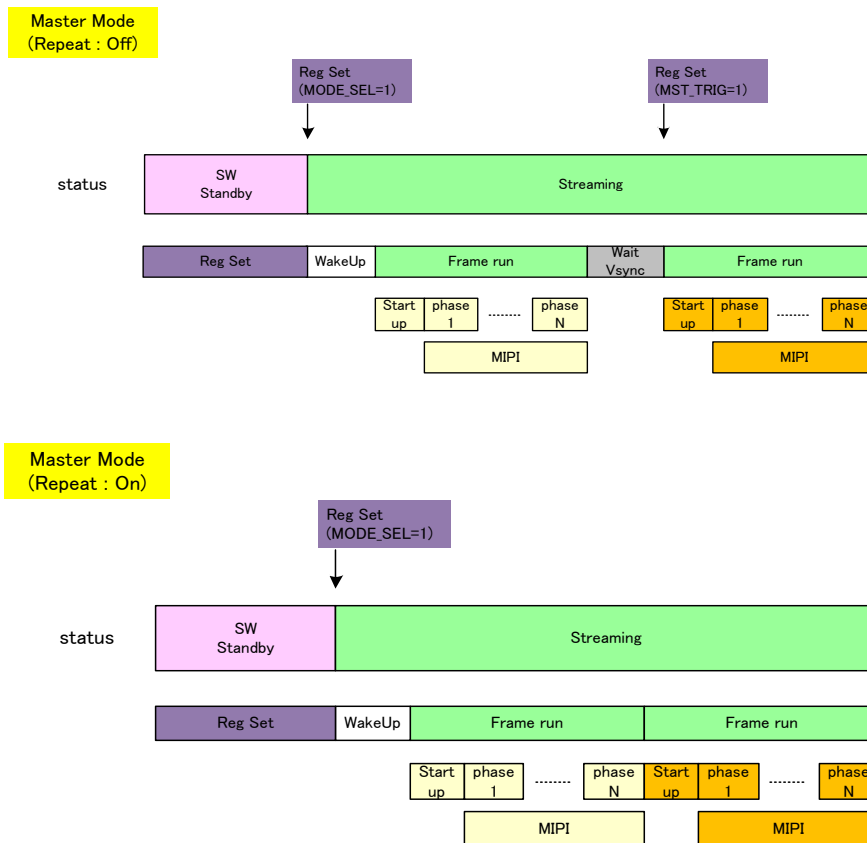 Master Mode
(Repeat : Off)
Reg Set
(MODE_SEL=1)
Reg Set
(MST_TRIG=1)
status
SW
Standby
Streaming
Reg Set
WakeUp
Frame run
Wait
Vsync
Frame run
Start
up
phase
1
........
phase
N
Start
up
phase
1
........
phase
N
MIPI
MIPI
Master Mode
(Repeat : On)
Reg Set
(MODE_SEL=1)
status
SW
Standby
Streaming
Reg Set
WakeUp
Frame run
Frame run
Start
up
phase
1
........
phase
N
Start
up
phase
1
........
phase
N
MIPI
MIPI